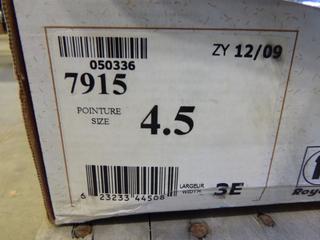 050336
ZY 12/09
7915
POINTURE
SIZE
4.5
LARGEUR
WIDTH
3E
6 23233 44508